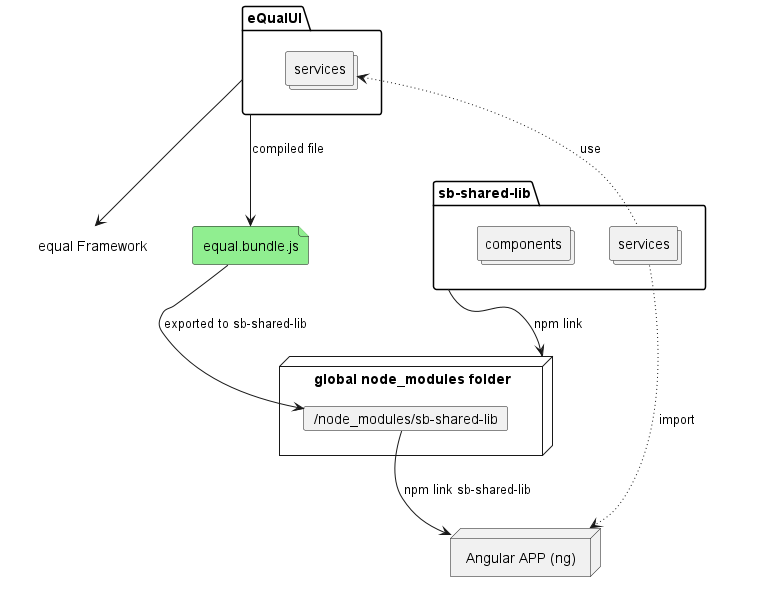 eQualUI
services
compiled file
use
sb-shared-lib
equal Framework
equal.bundle.js
components
services
exported to sb-shared-lib
npm link
global node_modules folder
/node_modules/sb-shared-lib
import
npm link sb-shared-lib
Angular APP (ng)